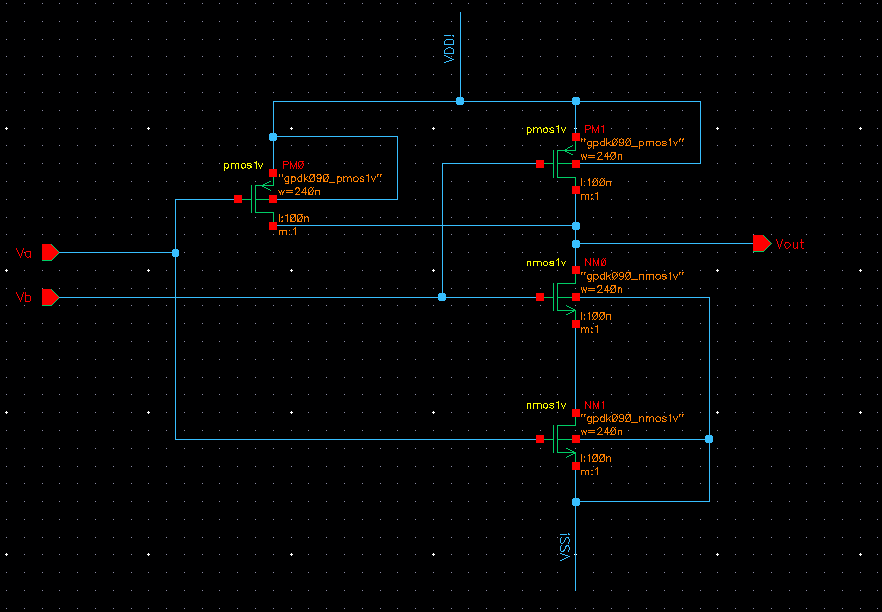 VDD!
pmos1v PM1
"gpdk090_pmos1v"
w=240n
l:100n
m:1
pmos1v PM0
"gpdk090_pmos1v"
w=240n
l:100n
m:1
Va
Vout
nmos1v NM0
"gpdk090_nmos1v"
w=240n
l:100n
m:1
Vb
nmos1v NM1
"gpdk090_nmos1v"
w=240n
l:100n
m:1
VSS!